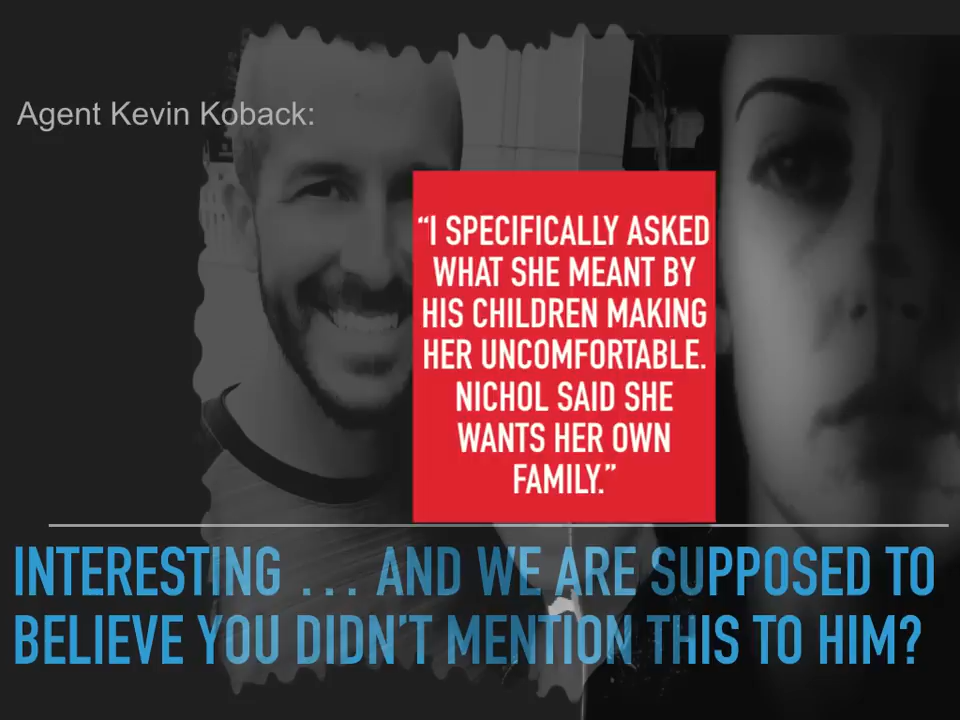 Agent Kevin Koback:
“I SPECIFICALLY ASKED
WHAT SHE MEANT BY
HIS CHILDREN MAKING
HER UNCOMFORTABLE.
NICHOL SAID SHE
WANTS HER OWN
FAMILY.”
INTERESTING ... AND WE ARE SUPPOSED TO
BELIEVE YOU DIDN’T MENTION THIS TO HIM?